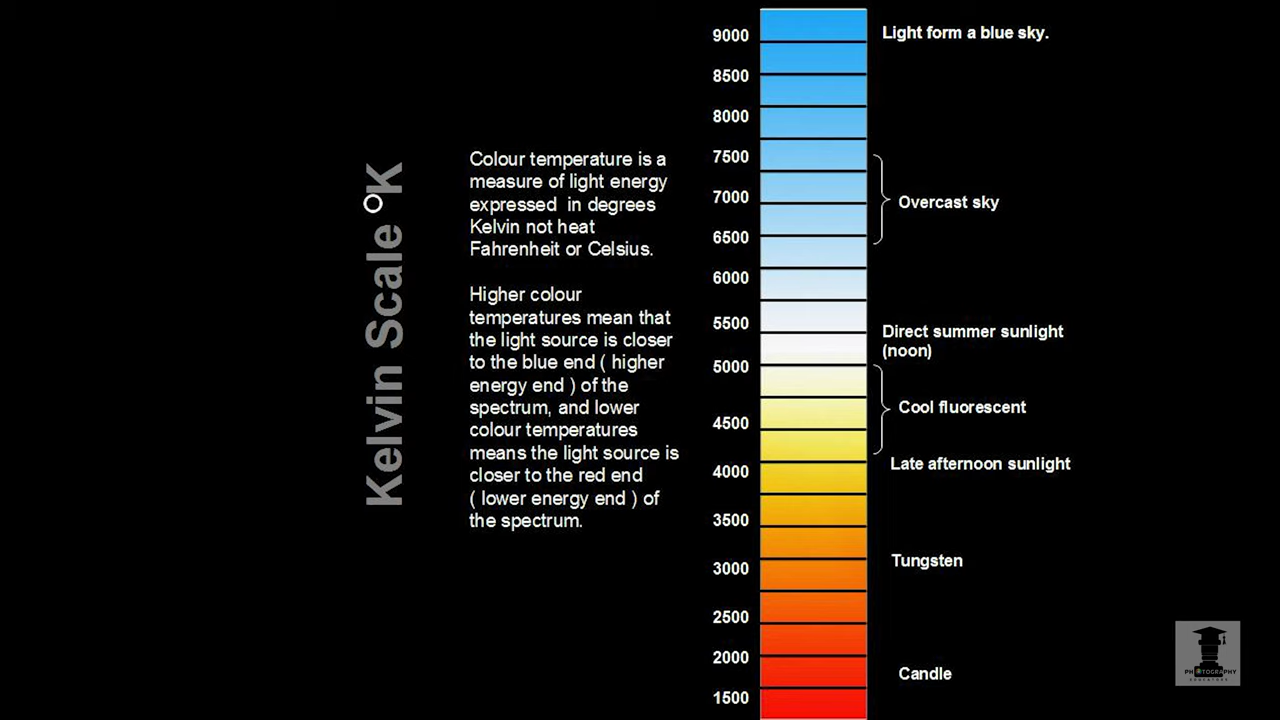 Kelvin Scale °K
Colour temperature is a
measure of light energy
expressed in degrees
Kelvin not heat
Fahrenheit or Celsius.
Higher colour
temperatures mean that
the light source is closer
to the blue end ( higher
energy end ) of the
spectrum, and lower
colour temperatures
means the light source is
closer to the red end
( lower energy end ) of
the spectrum.
9000
8500
8000
7500
7000
6500
6000
5500
5000
4500
4000
3500
3000
2500
2000
1500
Light form a blue sky.
Overcast sky
Direct summer sunlight
(noon)
Cool fluorescent
Late afternoon sunlight
Tungsten
Candle
PHOTOGRAPHY
EDUCATORS